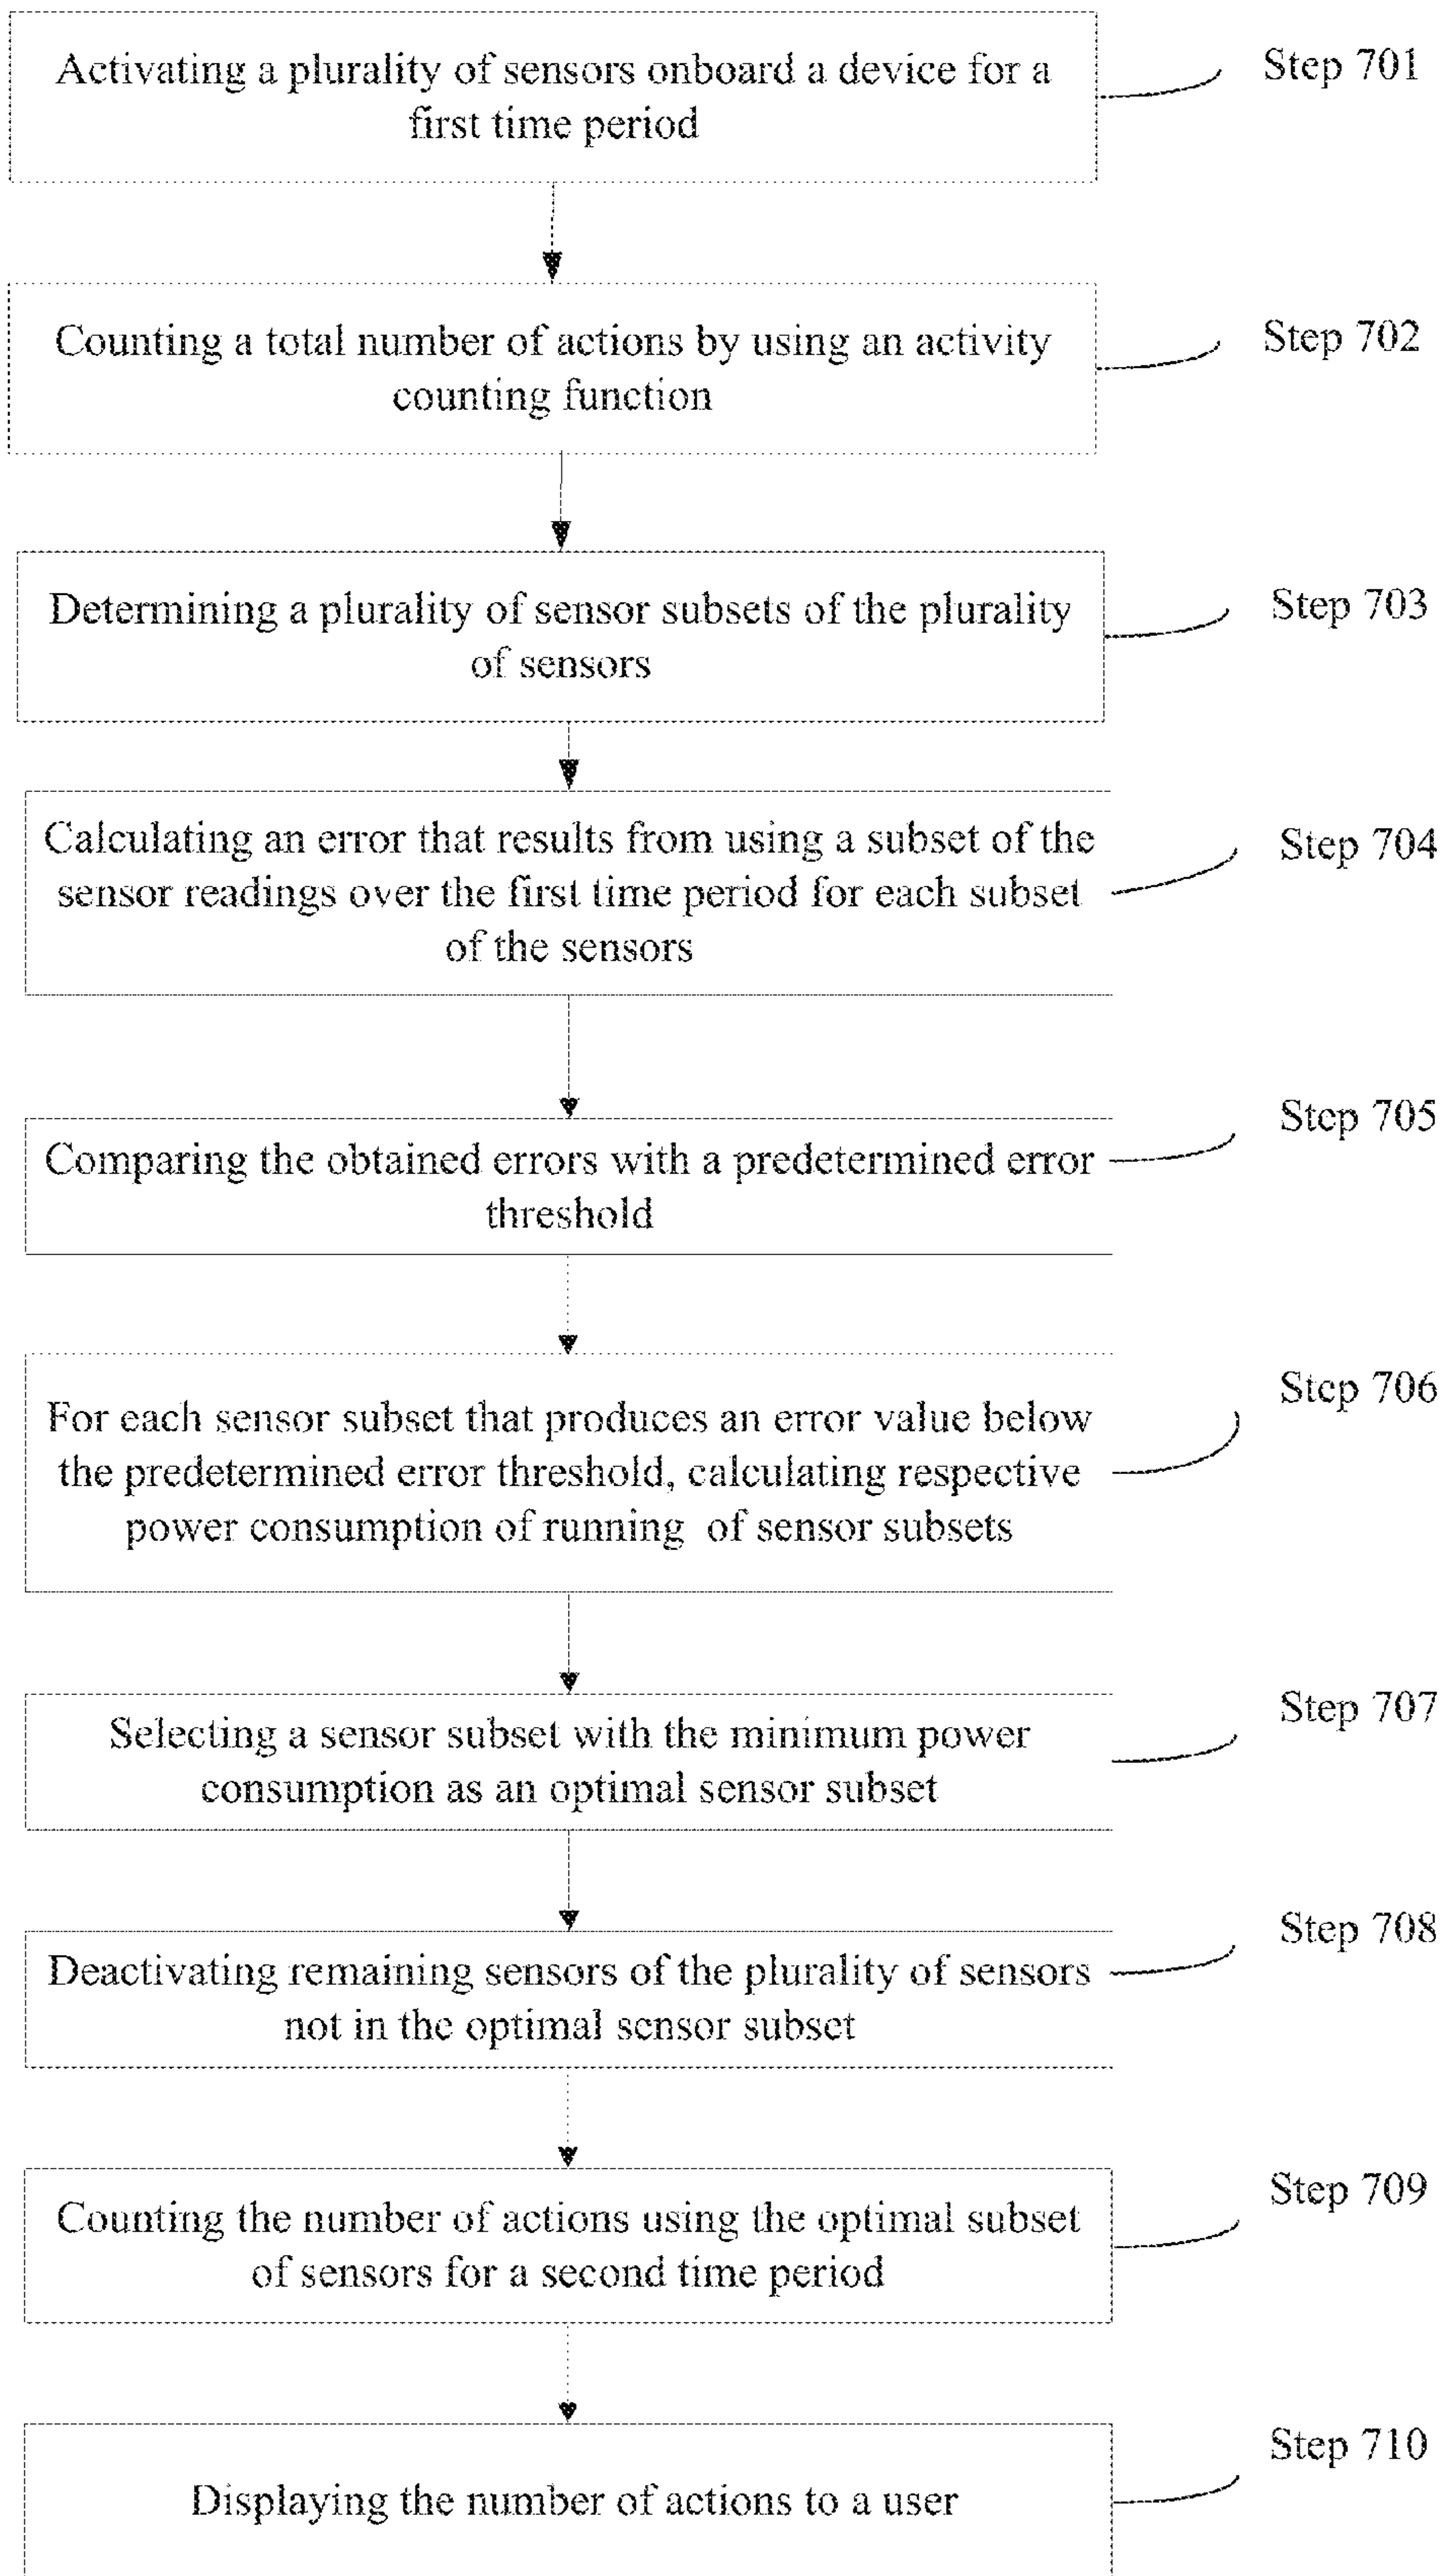 Activating a plurality of sensors onboard a device for a
first time period
Step 701
Counting a total number of actions by using an activity
counting function
Step 702
Determining a plurality of sensor subsets of the plurality
of sensors
Step 703
Calculating an error that results from using a subset of the
sensor readings over the first time period for each subset
of the sensors
Step 704
Comparing the obtained errors with a predetermined error
threshold
Step 705
For each sensor subset that produces an error value below
the predetermined error threshold, calculating respective
power consumption of running of sensor subsets
Step 706
Selecting a sensor subset with the minimum power
consumption as an optimal sensor subset
Step 707
Deactivating remaining sensors of the plurality of sensors
not in the optimal sensor subset
Step 708
Counting the number of actions using the optimal subset
of sensors for a second time period
Step 709
Displaying the number of actions to a user
Step 710